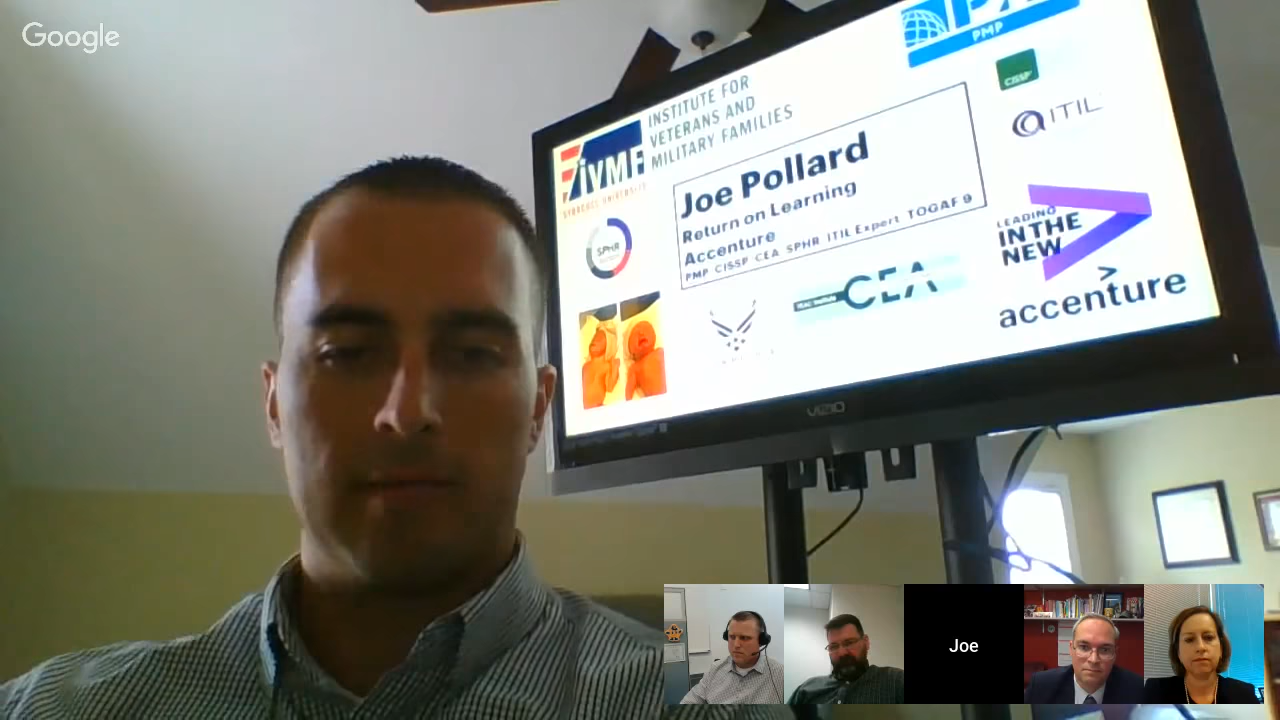 Google
PMP
INSTITUTE FOR
VETERANS AND
MILITARY FAMILIES
iVMF
SYRACUSE UNIVERSITY
CISSP
ITIL
Joe Pollard
Return on Learning
Accenture
PMP CISSP CEA SPHR ITIL Expert TOGAF 9
SPHR
LEADING
IN THE
NEW
CEA
accenture
VIZIO
Joe